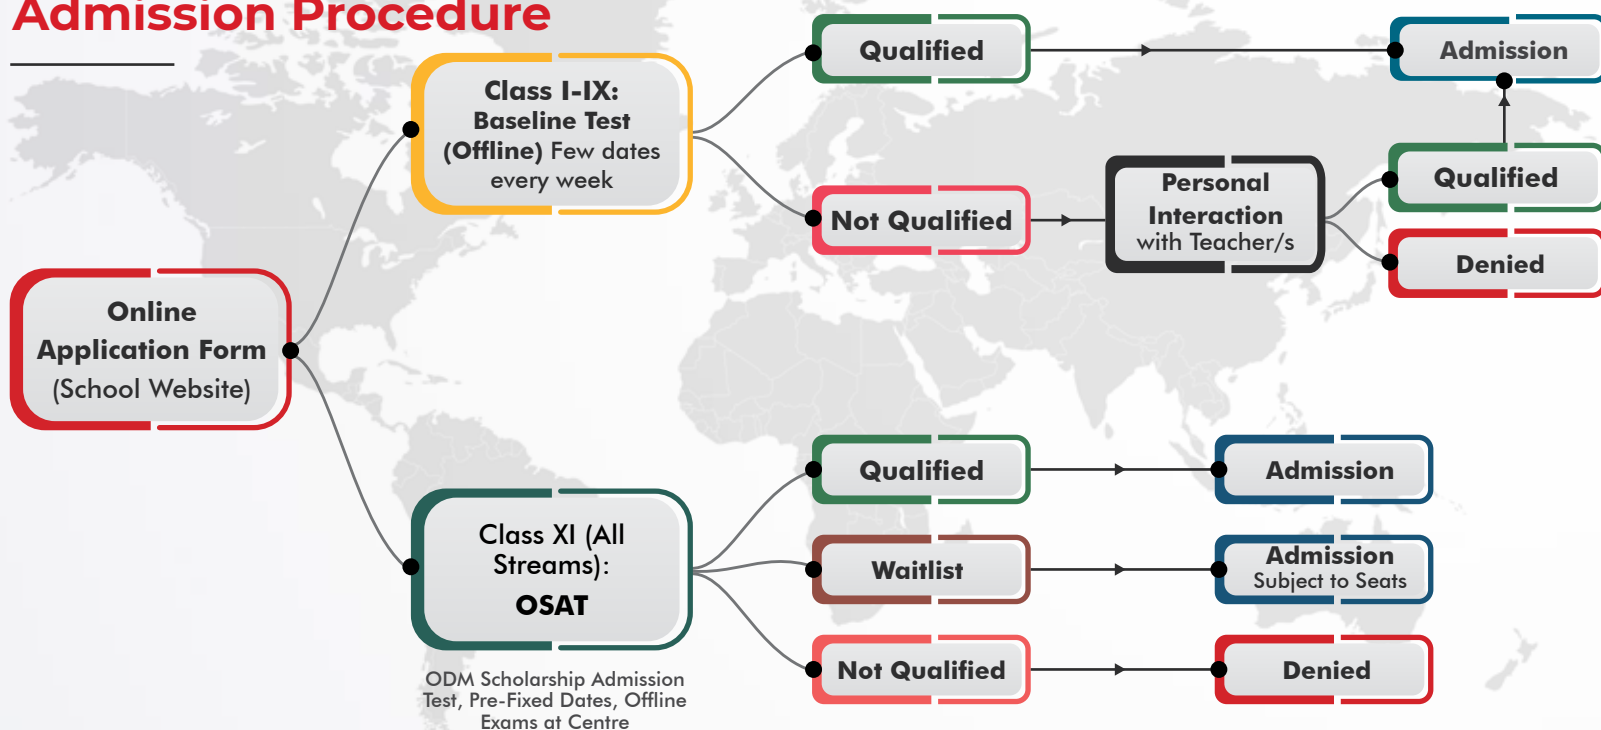 Admission Procedure
Online
Application Form
(School Website)
Class I-IX:
Baseline Test
(Offline) Few dates
every week
Qualified
Admission
Not Qualified
Personal
Interaction
with Teacher/s
Qualified
Denied
Class XI (All
Streams):
OSAT
ODM Scholarship Admission
Test, Pre-Fixed Dates, Offline
Exams at Centre
Qualified
Admission
Waitlist
Admission
Subject to Seats
Not Qualified
Denied